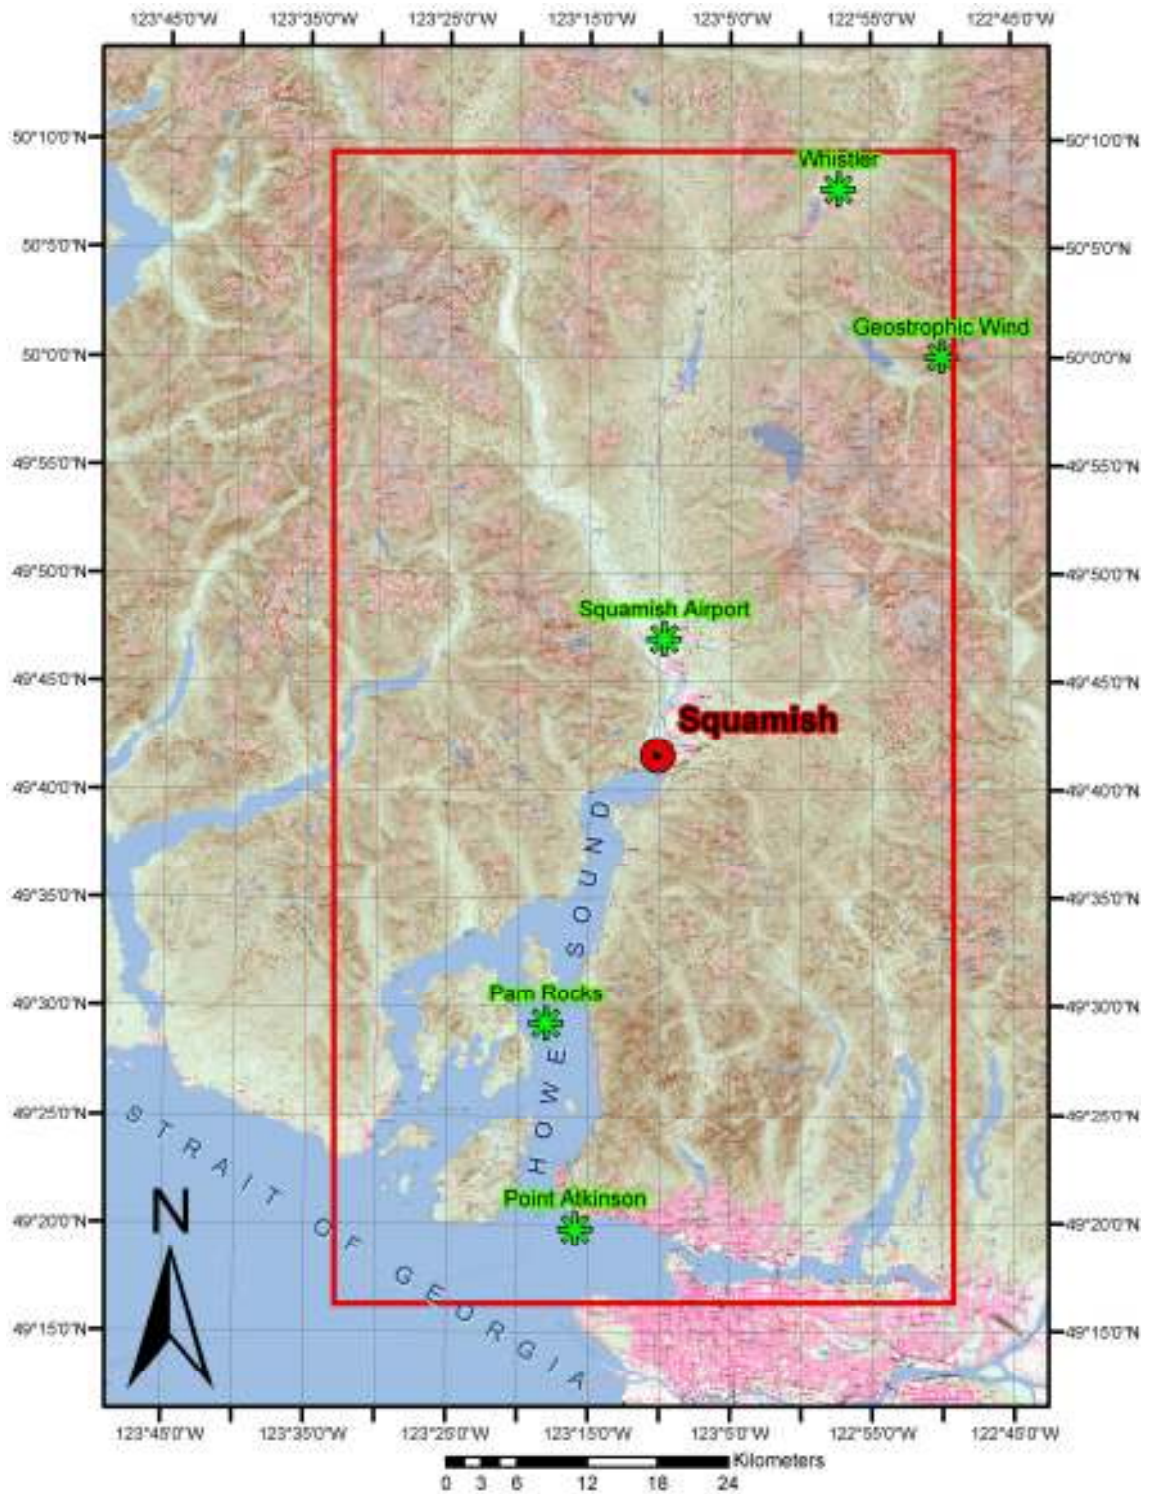 123°45'0"W 123°35'0"W 123°25'0"W 123°15'0"W 123°5'0"W 122°55'0"W 122°45'0"W
50°10'0"N 50°10'0"N
Whistler
50°5'0"N 50°5'0"N
Geostrophic Wind
50°0'0"N 50°0'0"N
49°55'0"N 49°55'0"N
49°50'0"N 49°50'0"N
Squamish Airport
49°45'0"N 49°45'0"N
Squamish
49°40'0"N 49°40'0"N
49°35'0"N 49°35'0"N
HOWE SOUND
Pam Rocks
49°30'0"N 49°30'0"N
49°25'0"N 49°25'0"N
STRAIT OF GEORGIA
Point Atkinson
N
49°20'0"N 49°20'0"N
49°15'0"N 49°15'0"N
123°45'0"W 123°35'0"W 123°25'0"W 123°15'0"W 123°5'0"W 122°55'0"W 122°45'0"W
Kilometers
0 3 6 12 18 24